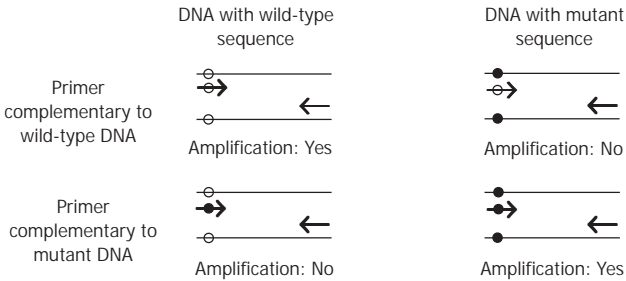 DNA with wild-type
sequence
DNA with mutant
sequence
Primer
complementary to
wild-type DNA
Amplification: Yes
Amplification: No
Primer
complementary to
mutant DNA
Amplification: No
Amplification: Yes